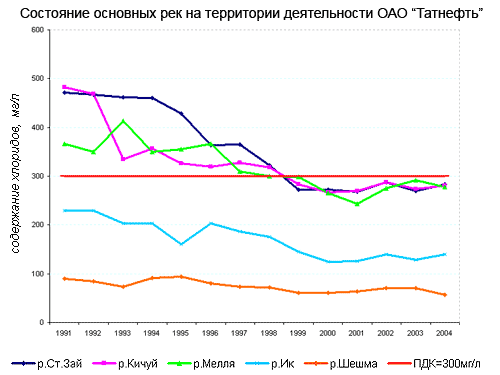 Состояние основных рек на территории деятельности ОАО “Татнефть”
содержание хлоридов, мг/л
600
500
400
300
200
100
0
1991 1992 1993 1994 1995 1996 1997 1998 1999 2000 2001 2002 2003 2004
р.Ст.Зай р.Кичуй р.Мелля р.Ик р.Шешма ПДК=300мг/л